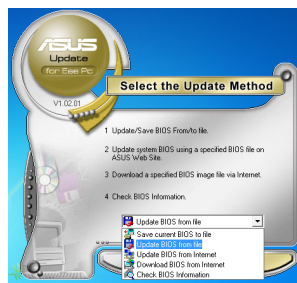 ASUS
Update
for Eee Pc
V1.02.01
Select the Update Method
1 Update/Save BIOS From/to file.
2 Update system BIOS using a specified BIOS file on
ASUS Web Site.
3 Download a specified BIOS image file via Internet.
4 Check BIOS Information.
Update BIOS from file
Save current BIOS to file
Update BIOS from file
Update BIOS from Internet
Download BIOS from Internet
Check BIOS Information